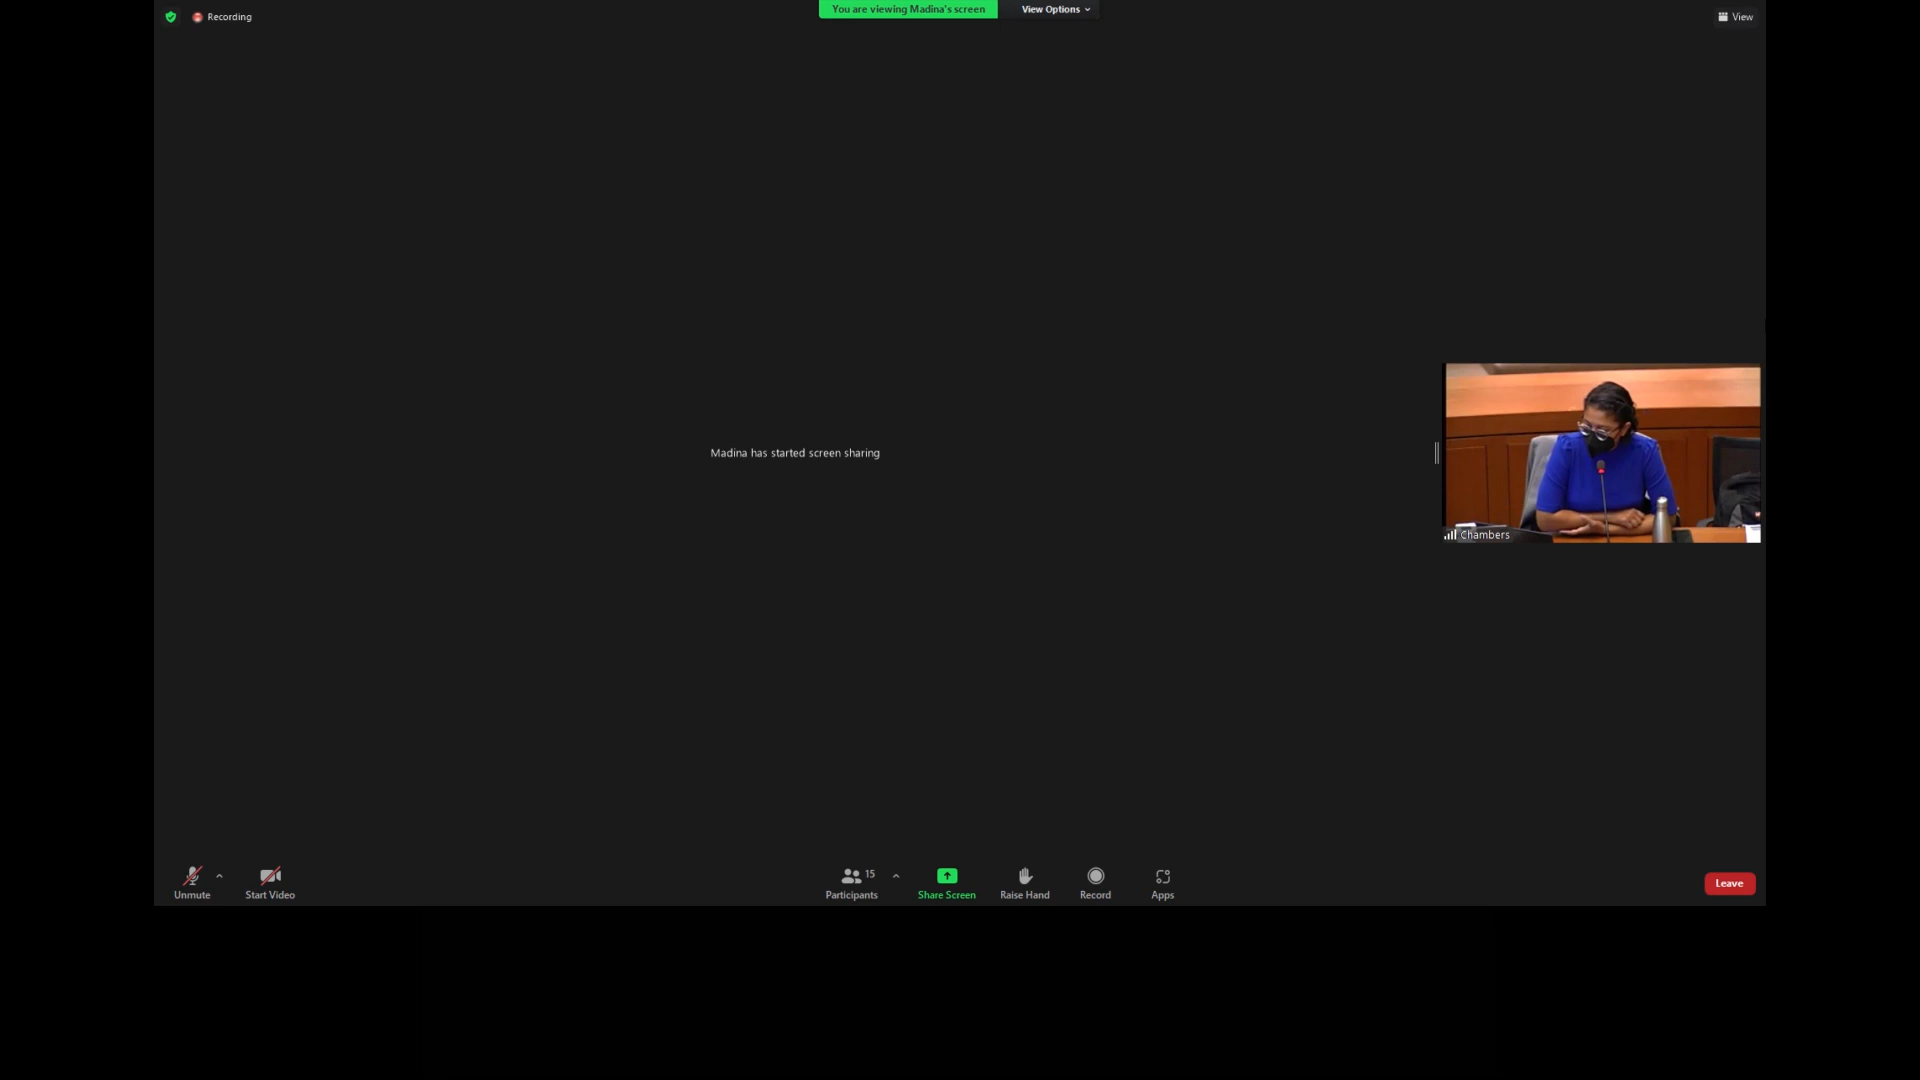 Recording
You are viewing Madina's screen
View Options
View
Madina has started screen sharing
Chambers
Unmute
Start Video
15
Participants
Share Screen
Raise Hand
Record
Apps
Leave